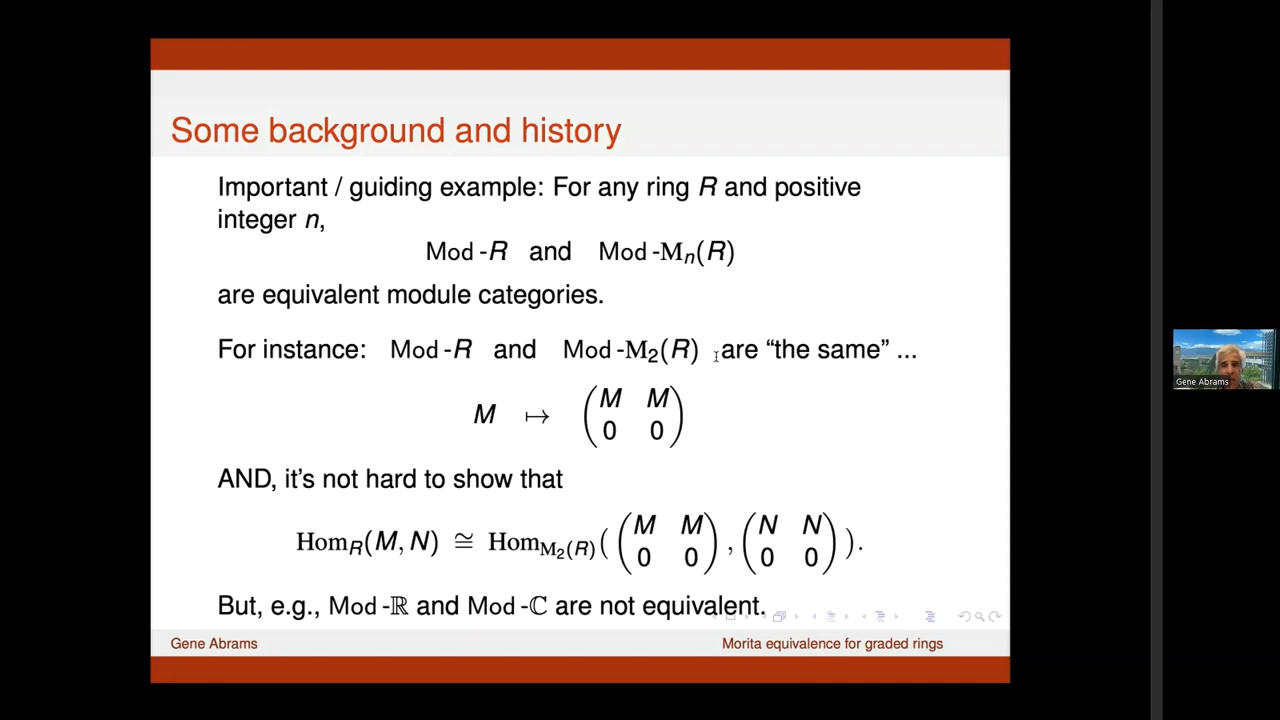 Some background and history
Important / guiding example: For any ring R and positive
integer n,
Mod -R and Mod -Mₙ(R)
are equivalent module categories.
For instance: Mod -R and Mod -M₂(R) are “the same” ...
M ↦ ( M M
0 0 )
AND, it’s not hard to show that
Hom_R(M, N) ≅ Hom_{M₂(R)}( ( M M
0 0 ) , ( N N
0 0 ) ).
But, e.g., Mod -ℝ and Mod -ℂ are not equivalent.
Gene Abrams Morita equivalence for graded rings
Gene Abrams